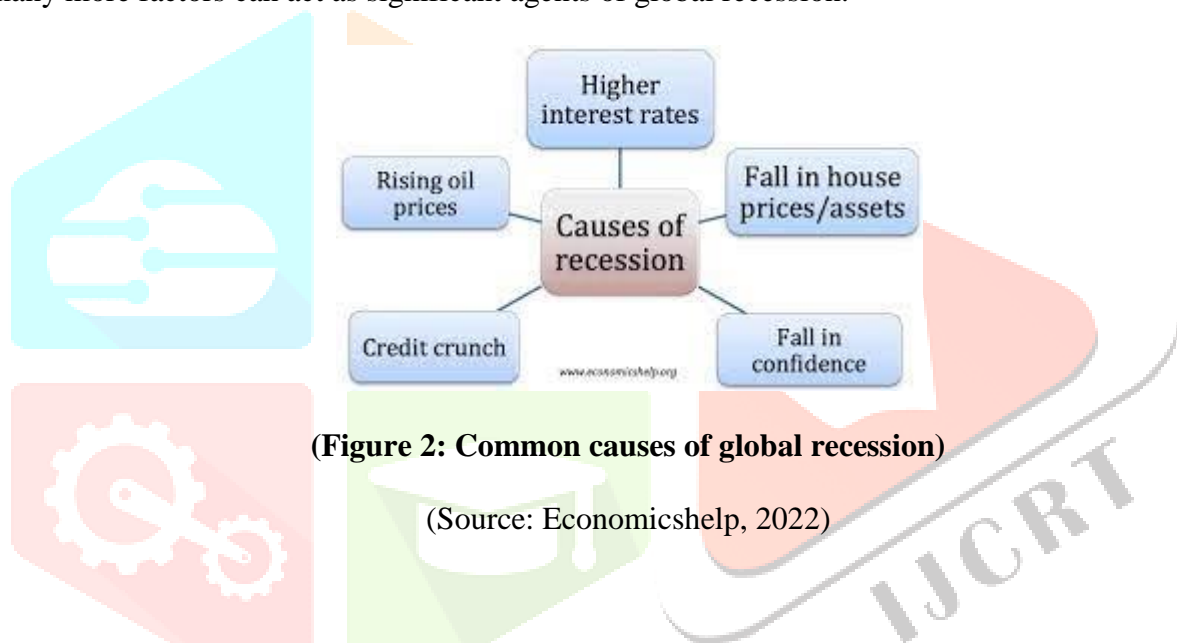 many more factors can act as significant agents of global recession.
Higher
interest rates
Rising oil
prices
Fall in house
prices/assets
Causes of
recession
Credit crunch
Fall in
confidence
www.economicshelp.org
(Figure 2: Common causes of global recession)
(Source: Economicshelp, 2022)
IJCRT